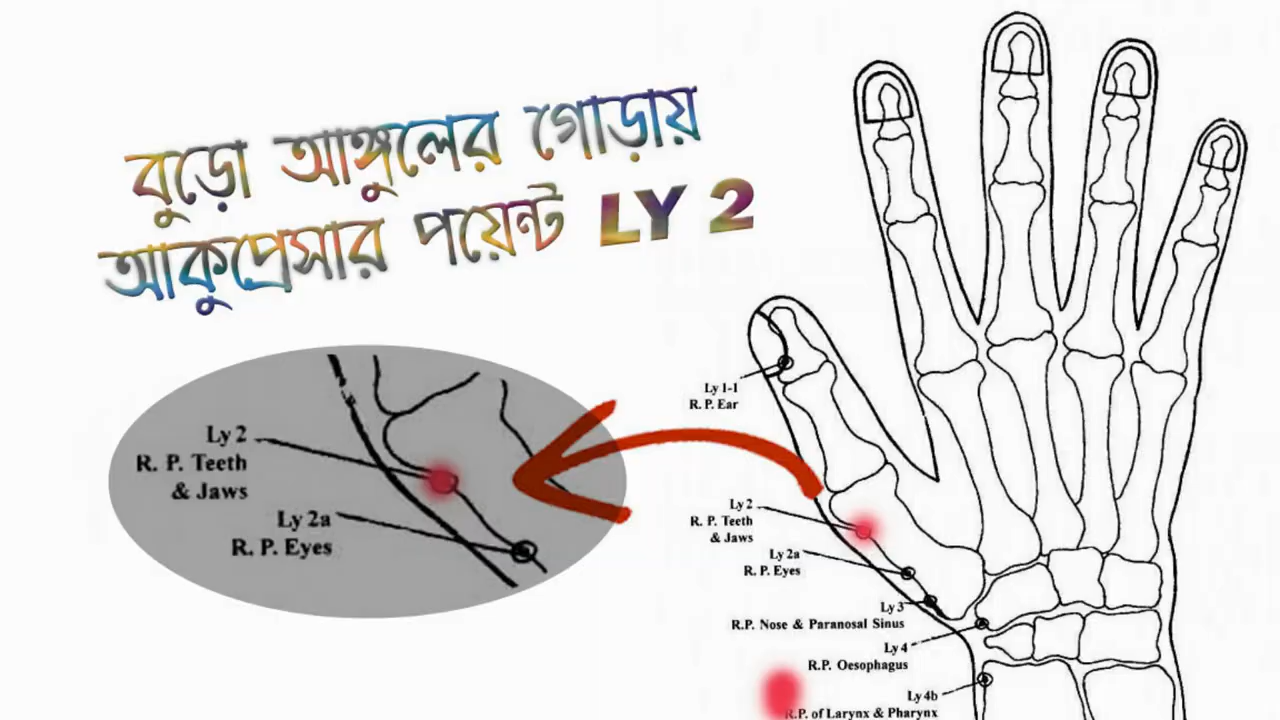 বুড়ো আঙ্গুলের গোড়ায়
আকুপ্রেসার পয়েন্ট LY 2
Ly 2
R. P. Teeth
& Jaws
Ly 2a
R. P. Eyes
Ly 1-1
R. P. Ear
Ly 2
R. P. Teeth
& Jaws
Ly 2a
R. P. Eyes
Ly 3
R.P. Nose & Paranosal Sinus
Ly 4
R.P. Oesophagus
Ly 4b
R.P. of Larynx & Pharynx